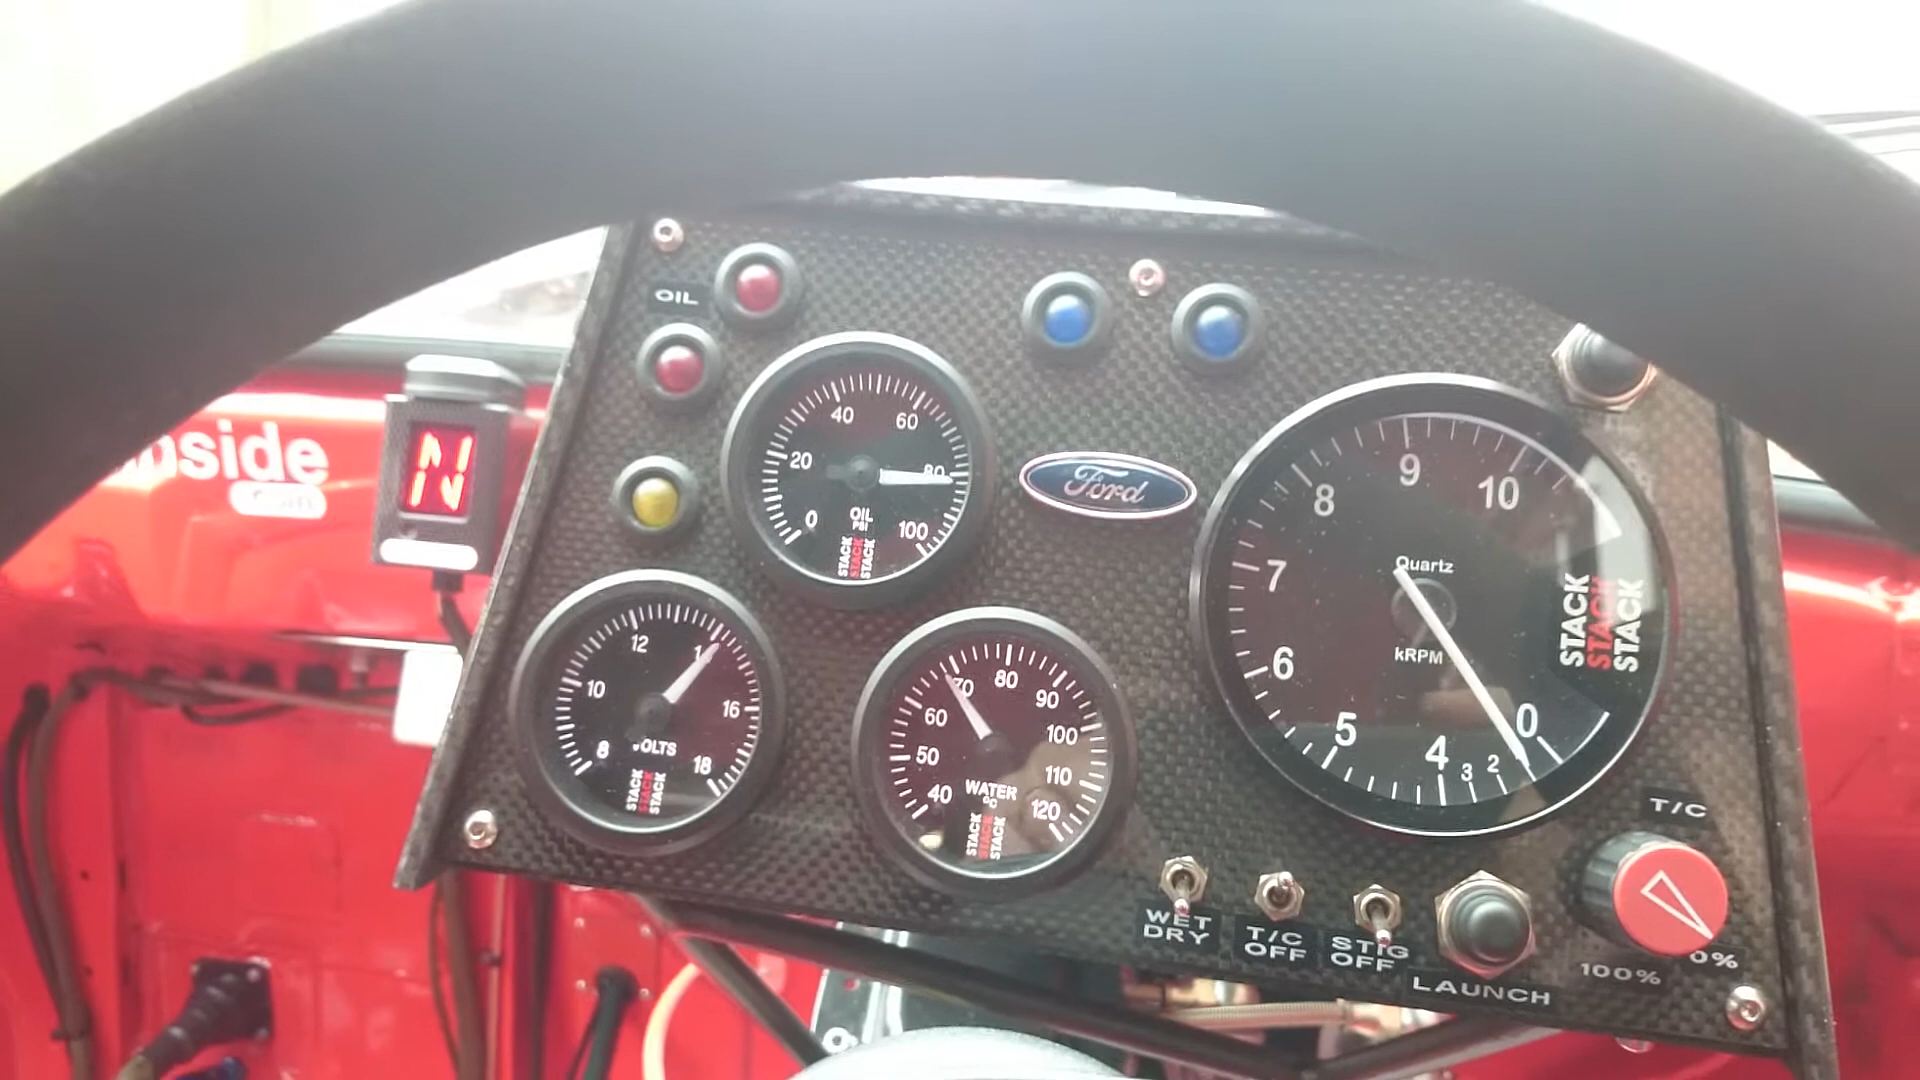 OIL
side
N
40
60
20
80
0
100
OIL
PSI
STACK
STACK
STACK
Ford
9
8
10
7
Quartz
kRPM
6
5
4
3
2
0
STACK
STACK
STACK
12
14
10
16
8
VOLTS
18
STACK
STACK
STACK
80
70
90
60
100
50
110
40
WATER
120
°C
STACK
STACK
STACK
T/C
WET
DRY
T/C
OFF
STIG
OFF
LAUNCH
100%
0%